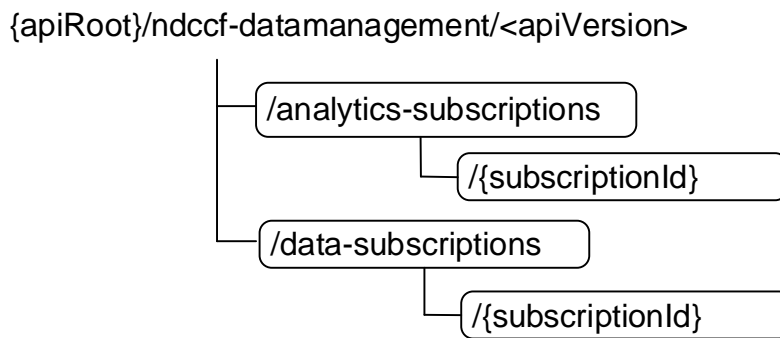 {apiRoot}/ndccf-datamanagement/<apiVersion>
/analytics-subscriptions
/{subscriptionId}
/data-subscriptions
/{subscriptionId}